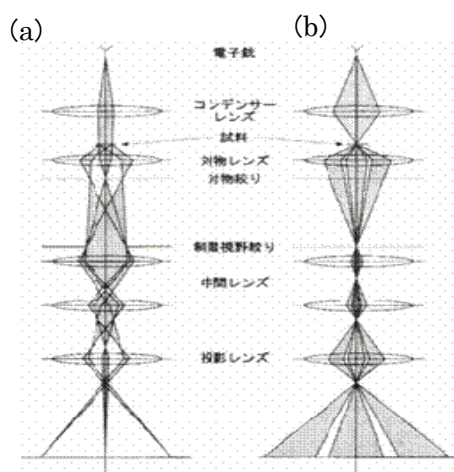 (a)
(b)
電子銃
コンデンサー
レンズ
試料
対物レンズ
対物絞り
制限視野絞り
中間レンズ
投影レンズ